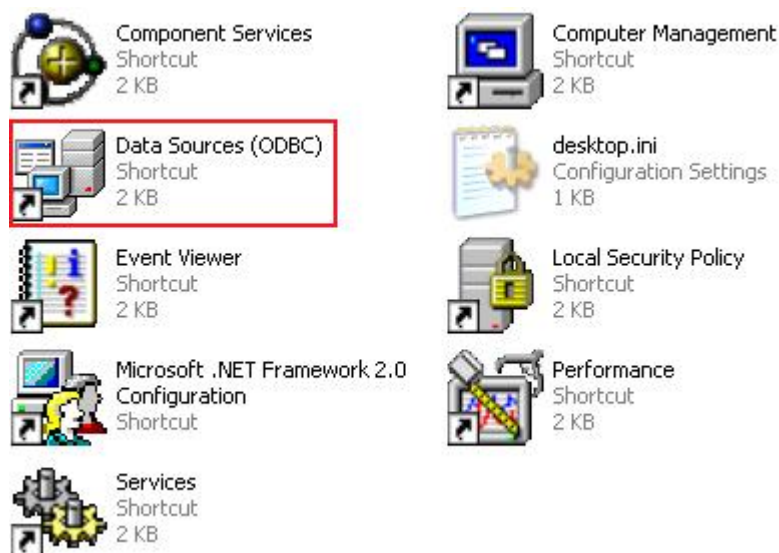 Component Services
Shortcut
2 KB
Computer Management
Shortcut
2 KB
Data Sources (ODBC)
Shortcut
2 KB
desktop.ini
Configuration Settings
1 KB
Event Viewer
Shortcut
2 KB
Local Security Policy
Shortcut
2 KB
Microsoft .NET Framework 2.0
Configuration
Shortcut
Performance
Shortcut
2 KB
Services
Shortcut
2 KB